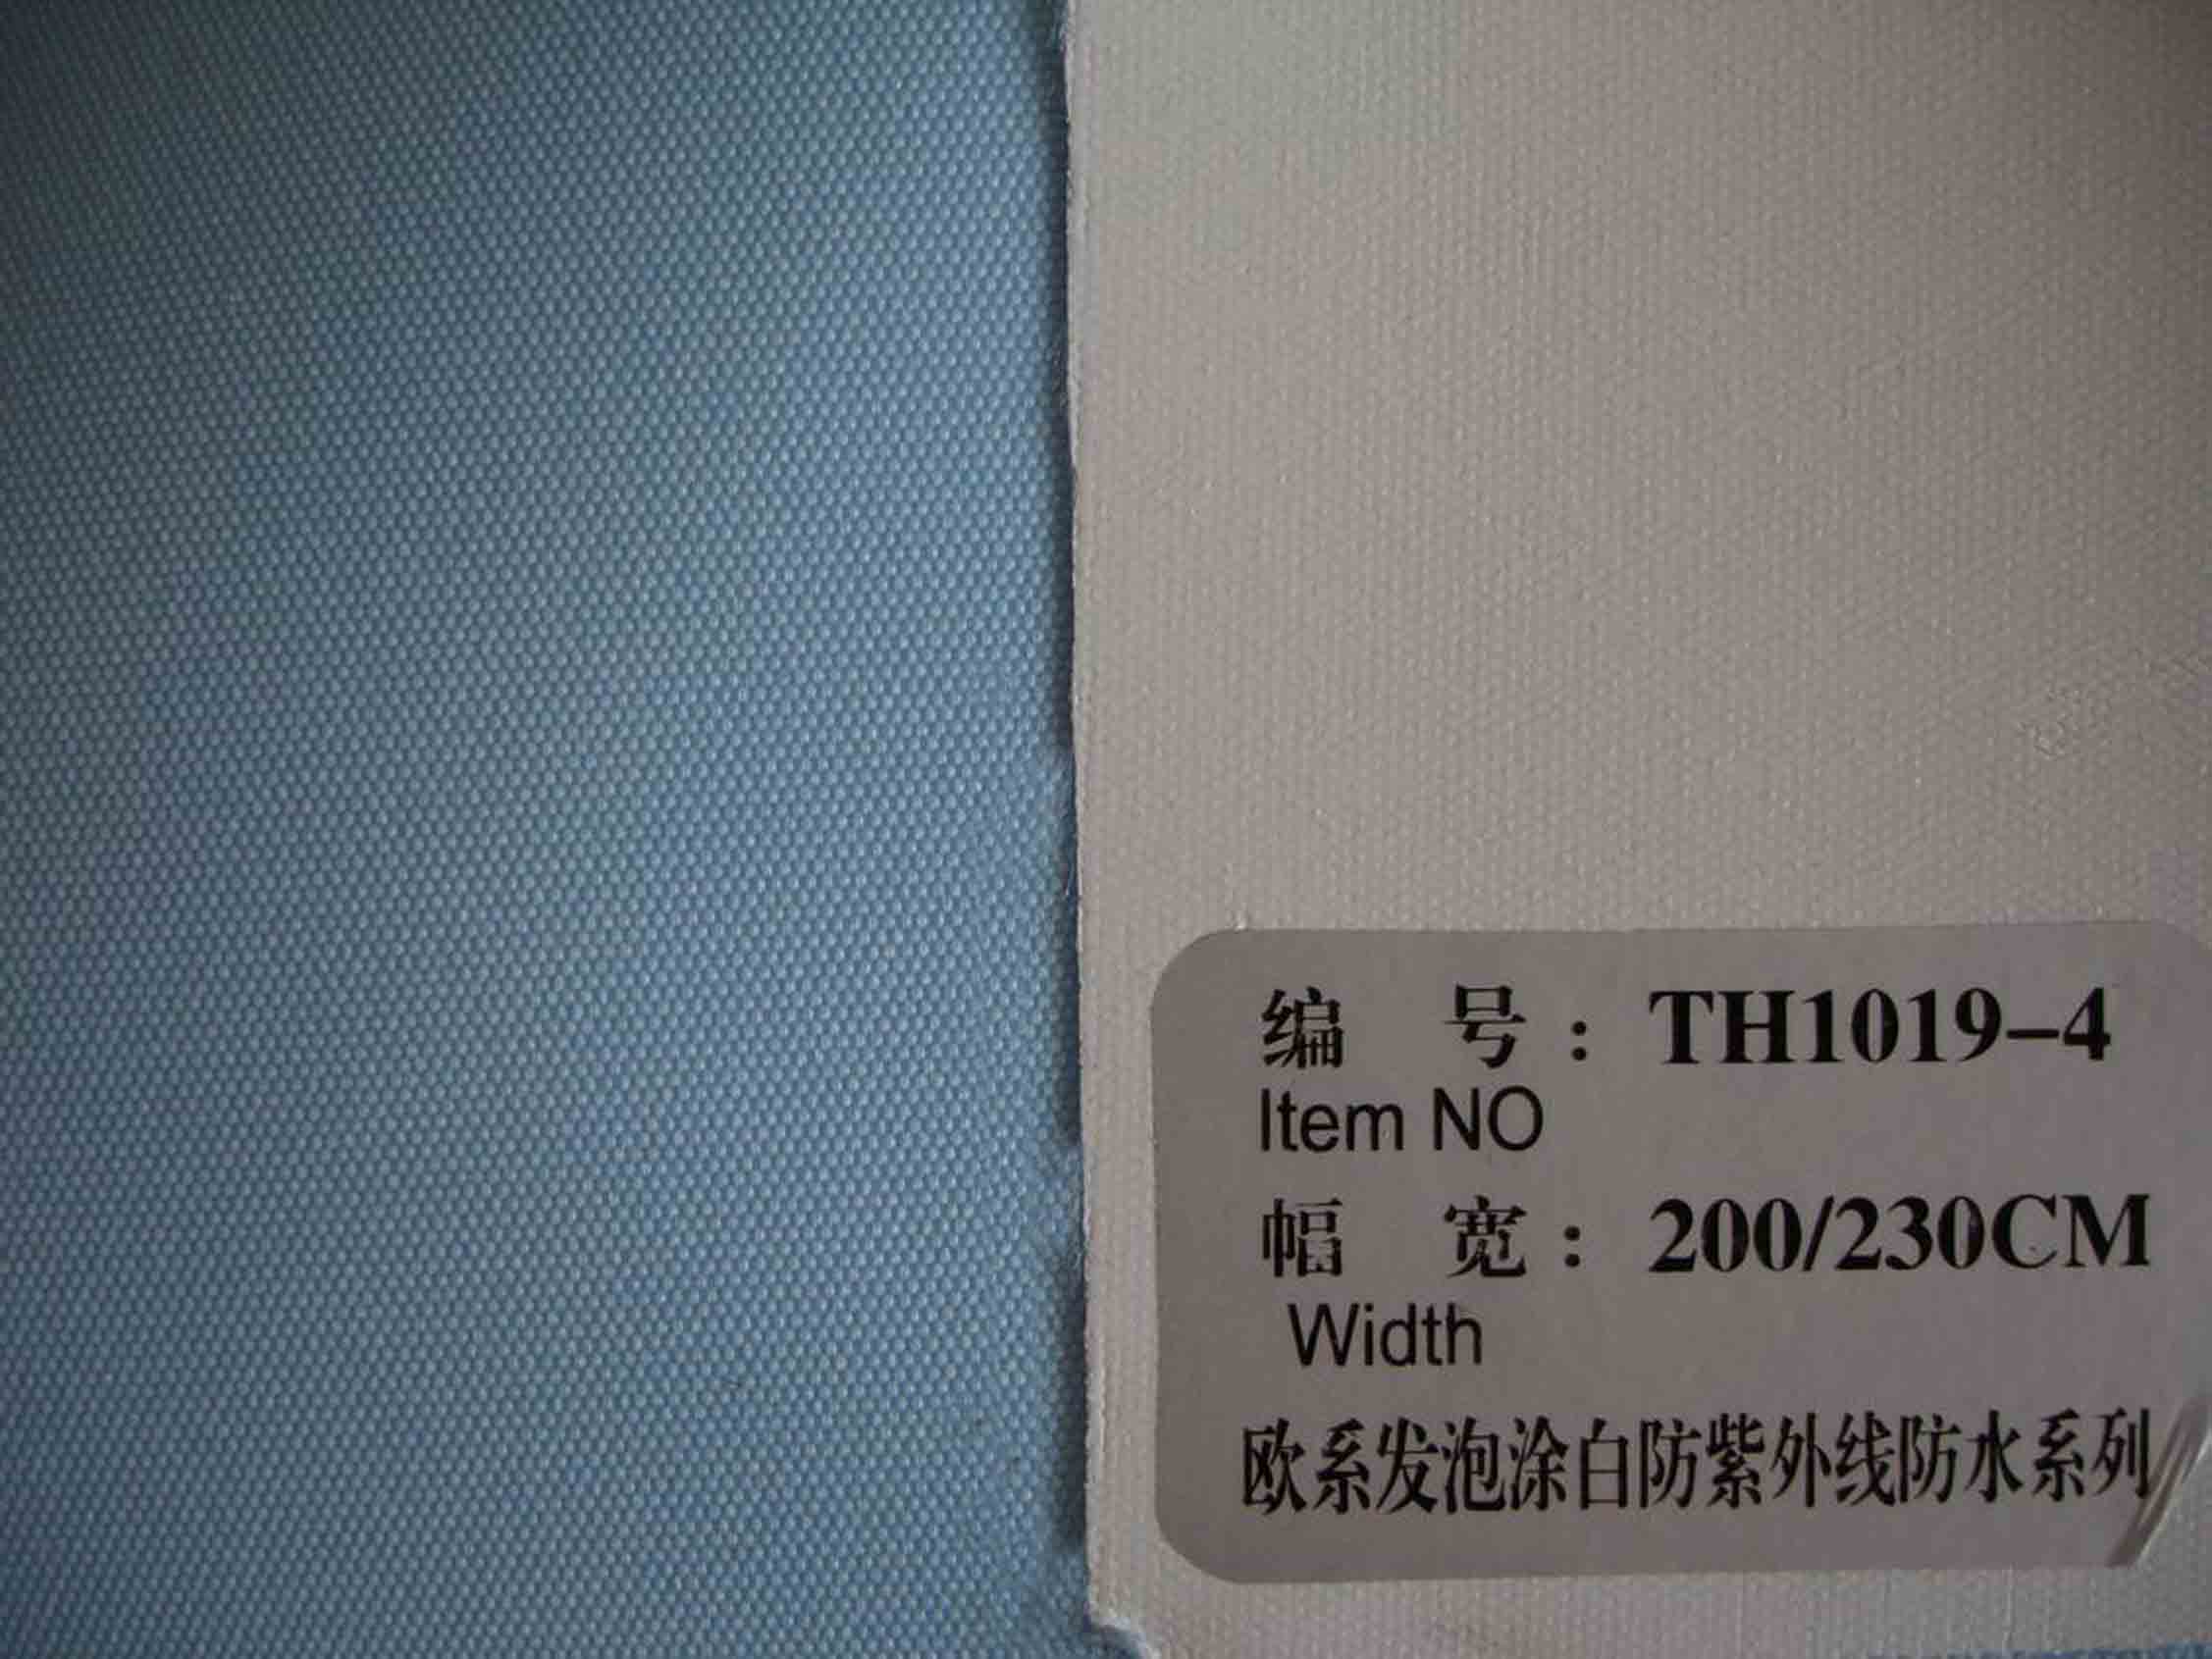 编 号：TH1019-4
Item NO
幅 宽：200/230CM
Width
欧系发泡涂白防紫外线防水系列